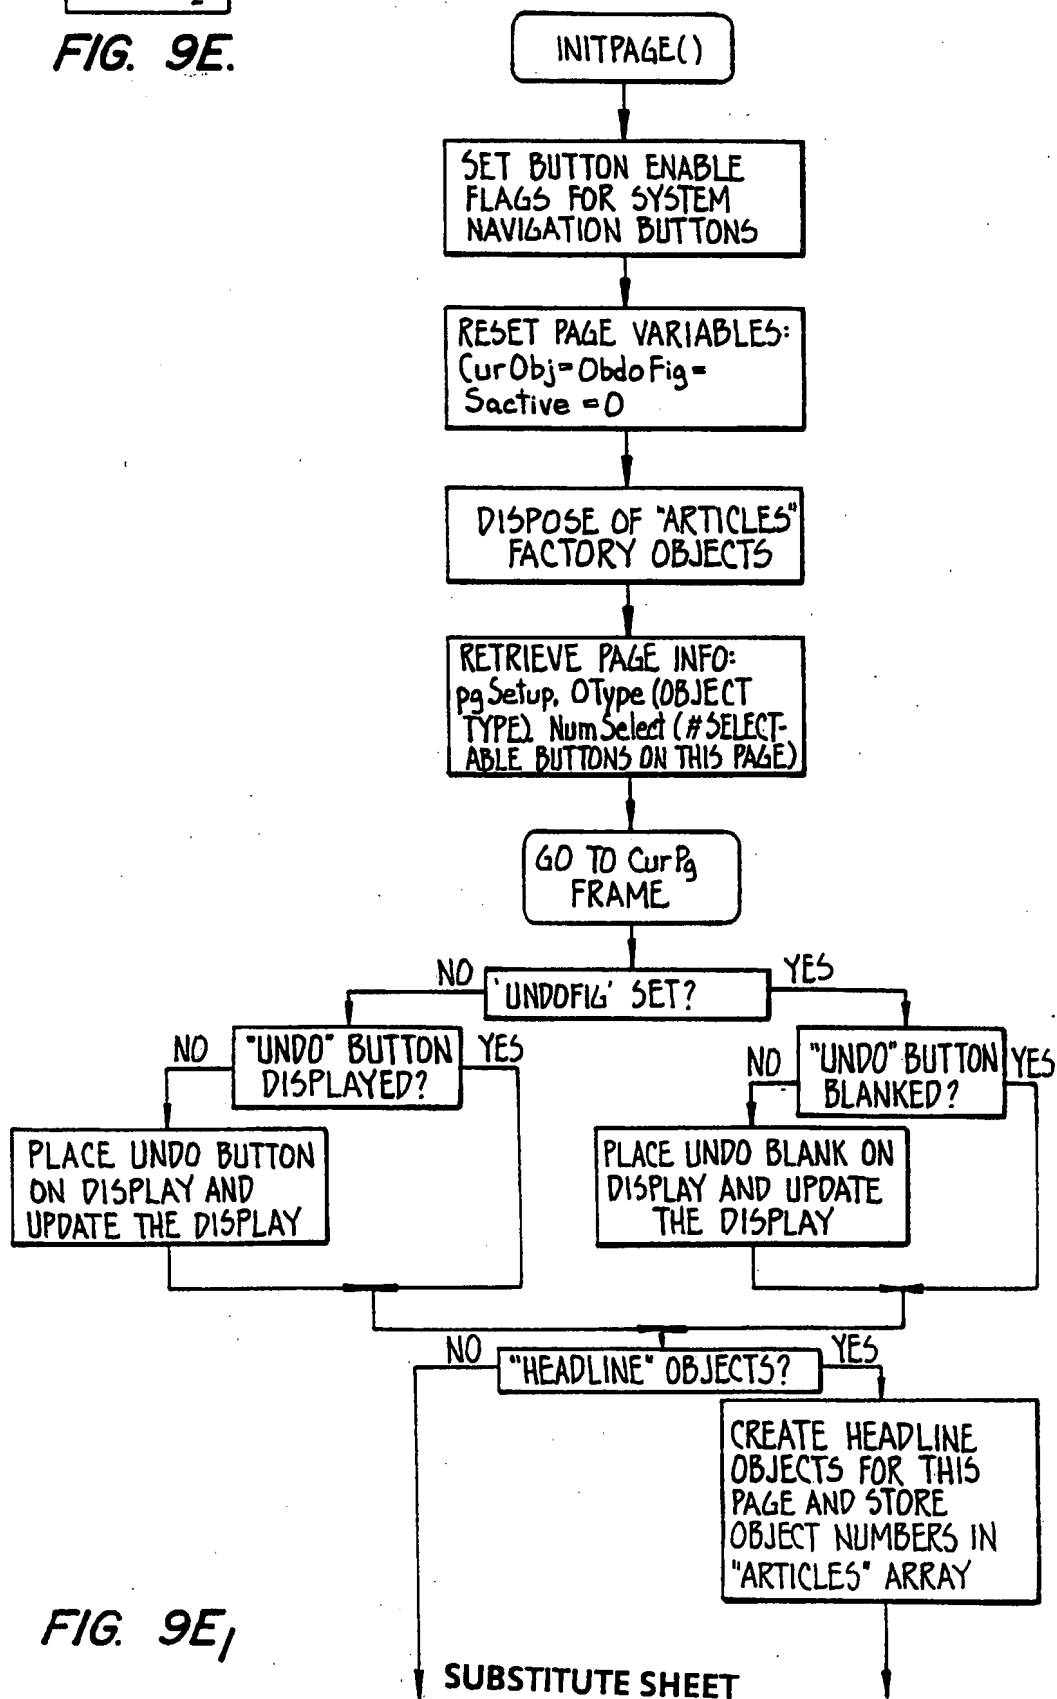 2
FIG. 9E.
INITPAGE()
SET BUTTON ENABLE
FLAGS FOR SYSTEM
NAVIGATION BUTTONS
RESET PAGE VARIABLES:
CurObj=ObdoFig=
Sactive=0
DISPOSE OF "ARTICLES"
FACTORY OBJECTS
RETRIEVE PAGE INFO:
pgSetup, OType (OBJECT
TYPE). NumSelect (#SELECT-
ABLE BUTTONS ON THIS PAGE)
GO TO CurPg
FRAME
NO
'UNDOFIG' SET?
YES
NO
"UNDO" BUTTON
DISPLAYED?
YES
NO
"UNDO" BUTTON
BLANKED?
YES
PLACE UNDO BUTTON
ON DISPLAY AND
UPDATE THE DISPLAY
PLACE UNDO BLANK ON
DISPLAY AND UPDATE
THE DISPLAY
NO
"HEADLINE" OBJECTS?
YES
CREATE HEADLINE
OBJECTS FOR THIS
PAGE AND STORE
OBJECT NUMBERS IN
"ARTICLES" ARRAY
FIG. 9E1
SUBSTITUTE SHEET